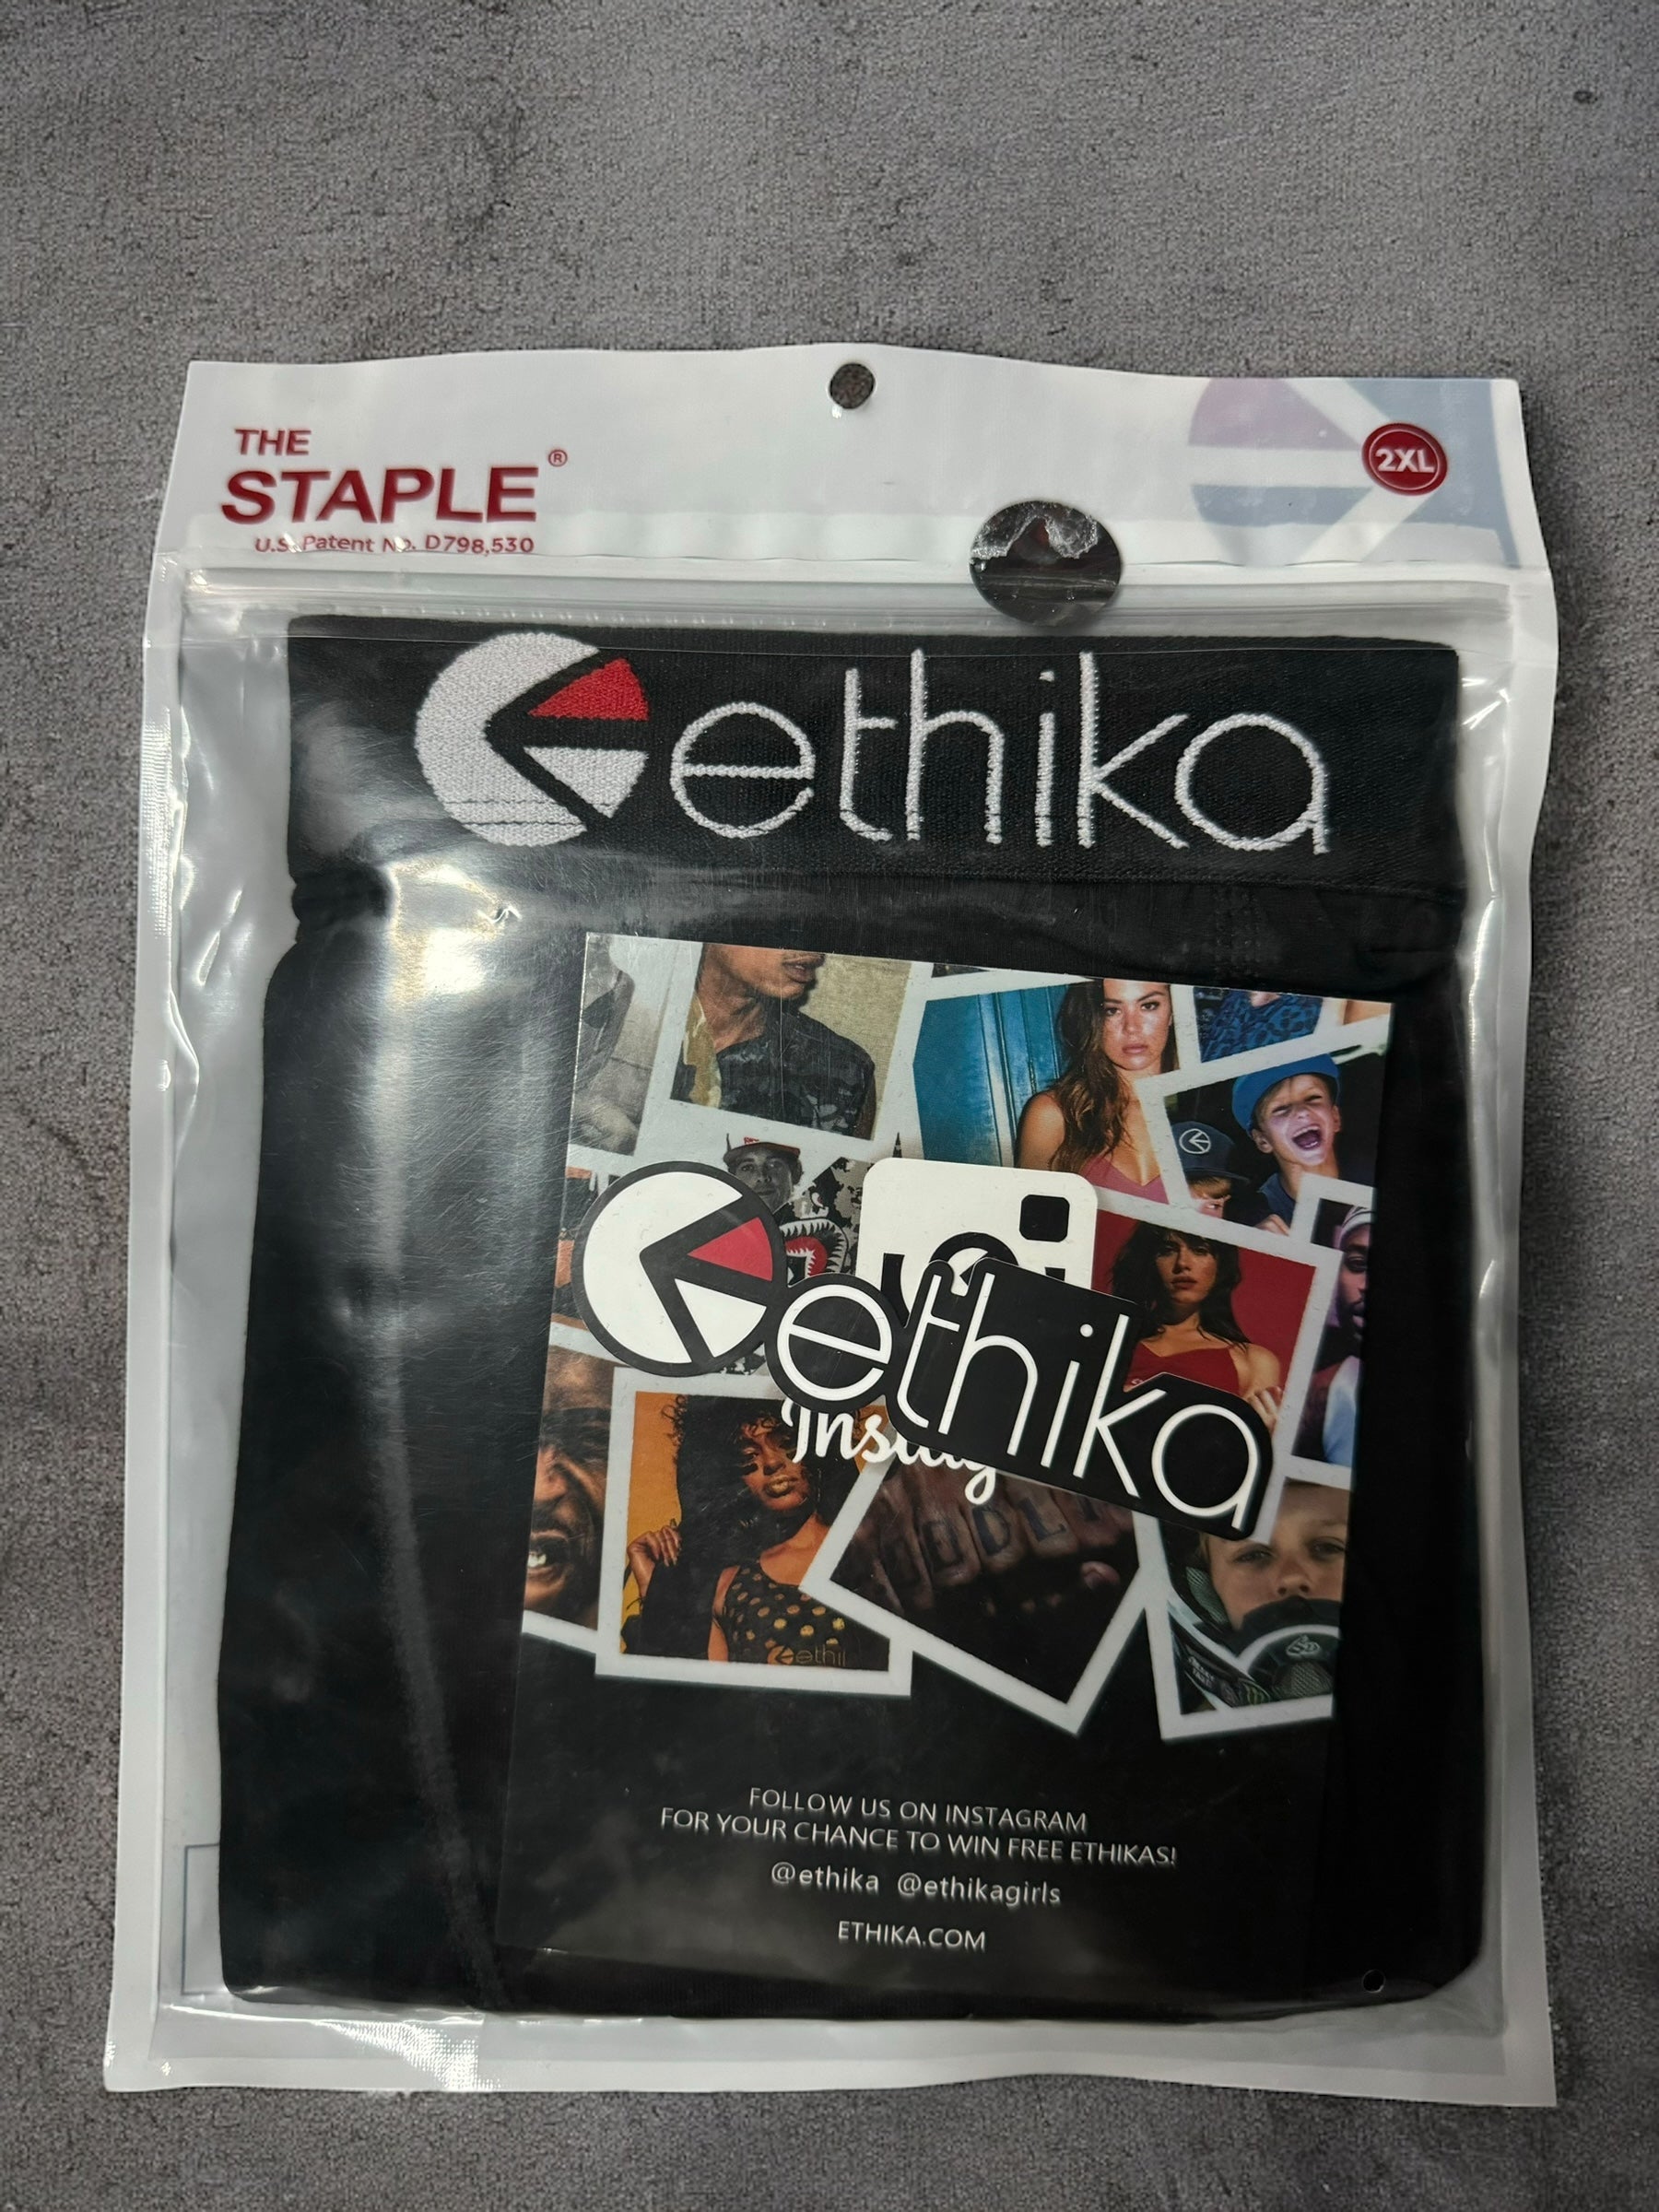 THE
STAPLE®
U.S. Patent No. D798,530
2XL
ethika
ethika
FOLLOW US ON INSTAGRAM
FOR YOUR CHANCE TO WIN FREE ETHIKAS!
@ethika @ethikagirls
ETHIKA.COM